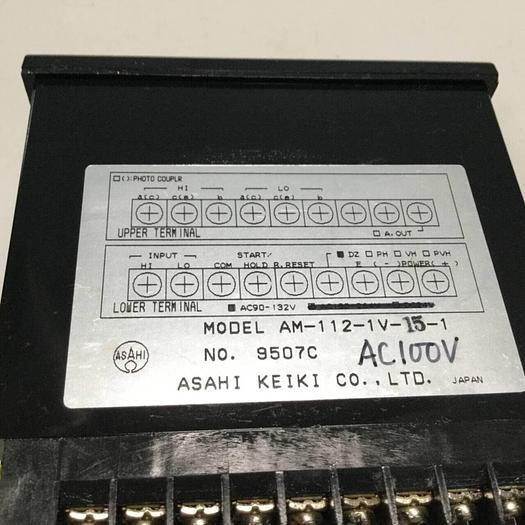 □( ):PHOTO COUPLR
HI LO
a(c) c(e) b a(c) c(e) b
UPPER TERMINAL □ A.OUT
INPUT START/ ■ DZ □ PH □ VH □ PVH
HI LO COM HOLD R.RESET E (-)POWER(+)
LOWER TERMINAL ■ AC90-132V
MODEL AM-112-1V-15-1
ASAHI NO. 9507C AC100V
ASAHI KEIKI CO.,LTD. JAPAN